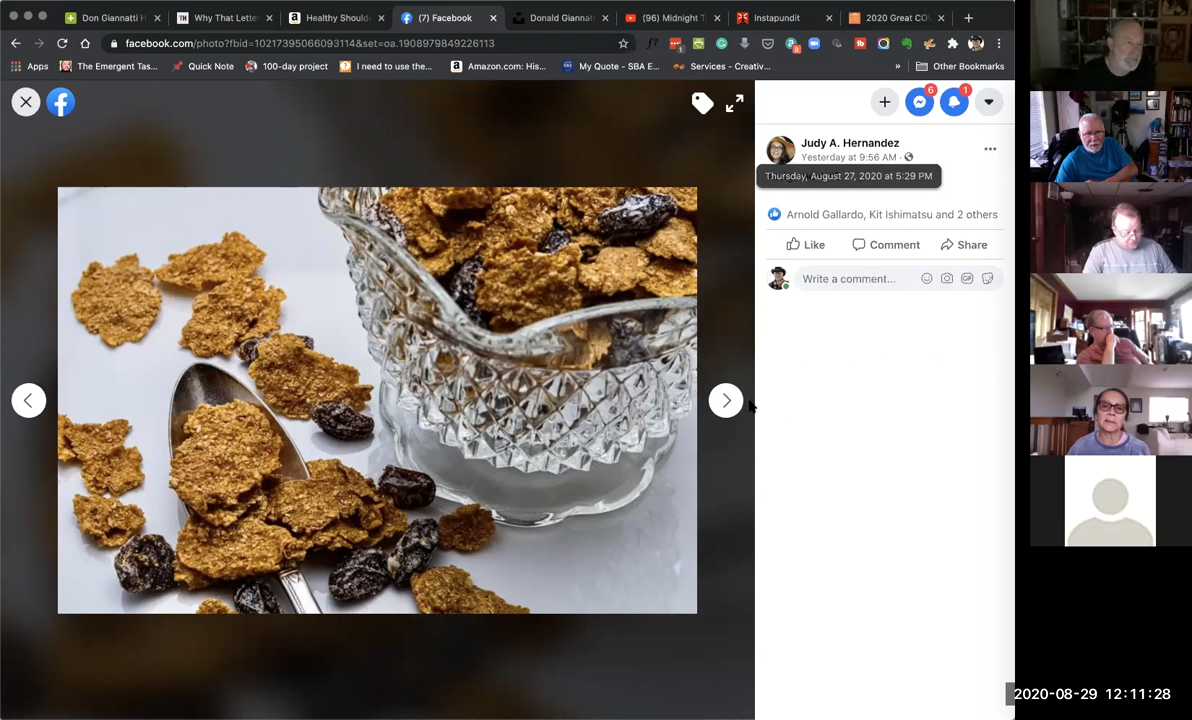 Don Giannatti H
Why That Letter
Healthy Should
(7) Facebook
Donald Giannat
(96) Midnight T
Instapundit
2020 Great CO
facebook.com/photo?fbid=10217395066093114&set=oa.1908979849226113
Apps
The Emergent Tas...
Quick Note
100-day project
I need to use the...
Amazon.com: His...
My Quote - SBA E...
Services - Creativ...
»
Other Bookmarks
6
1
Judy A. Hernandez
Yesterday at 9:56 AM ·
Thursday, August 27, 2020 at 5:29 PM
Arnold Gallardo, Kit Ishimatsu and 2 others
Like
Comment
Share
Write a comment...
GIF
2020-08-29 12:11:28